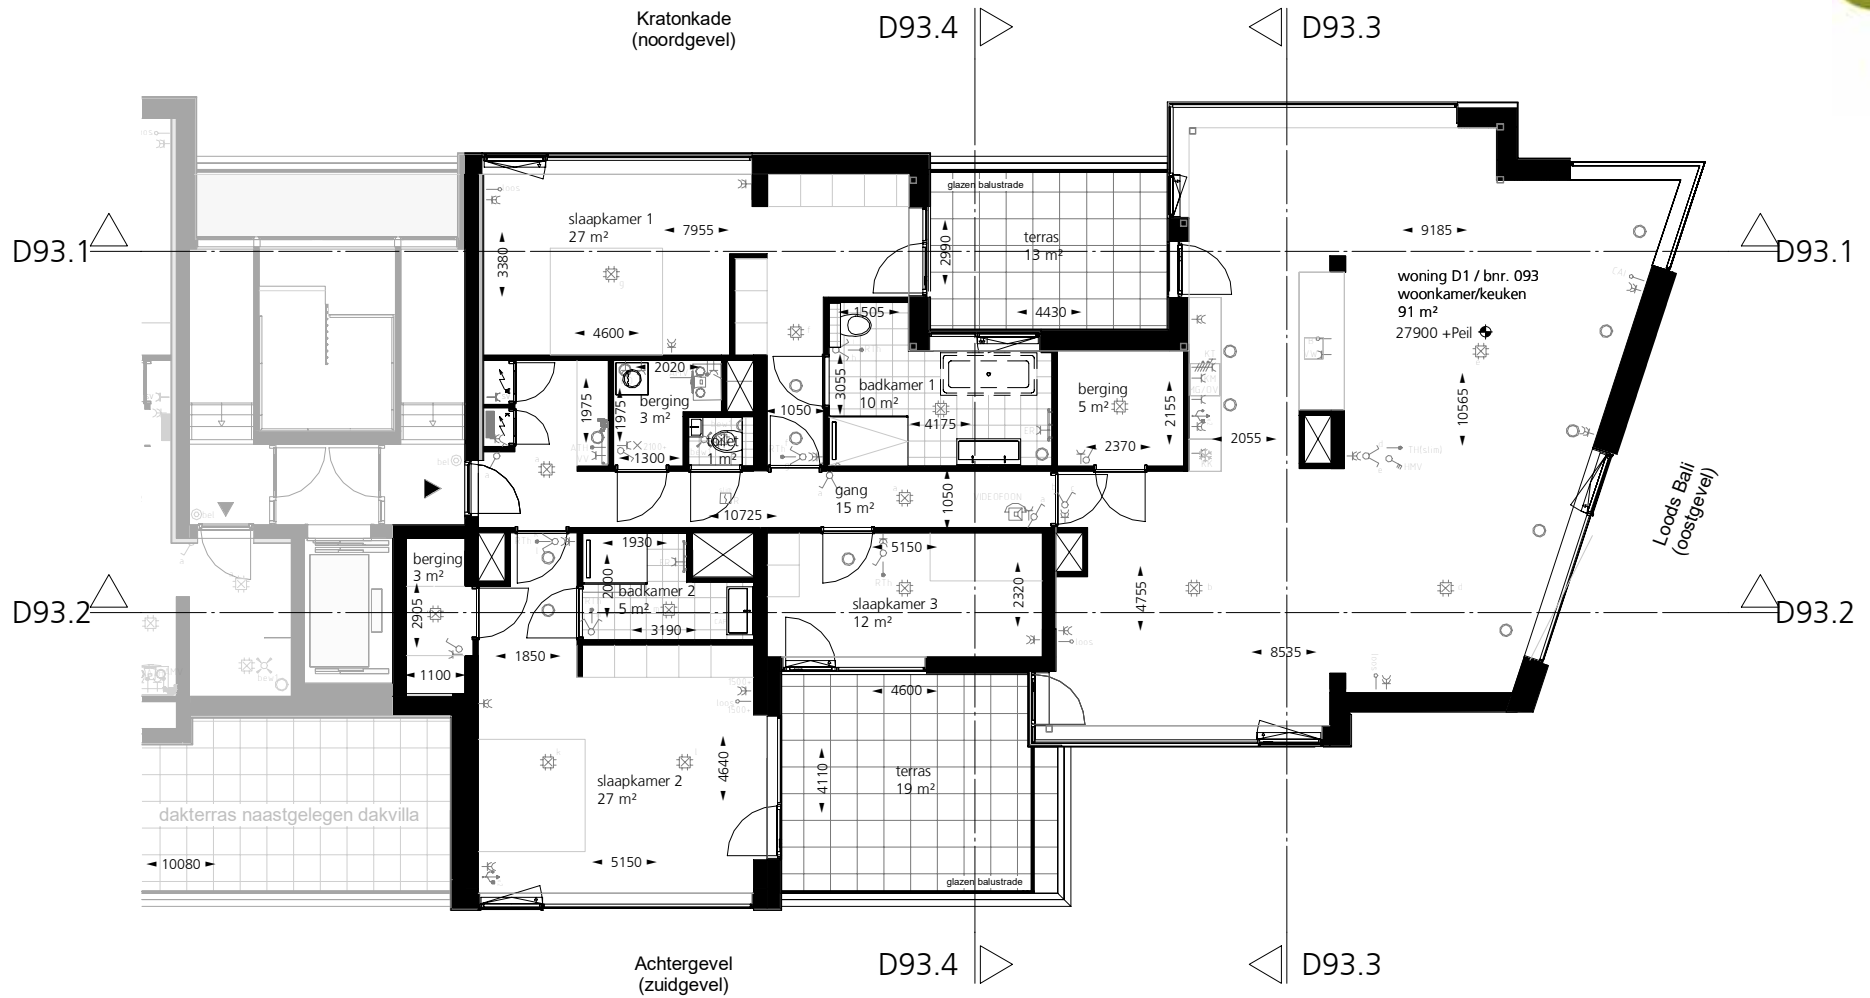 Kratonkade
(noordgevel)
D93.4
D93.3
glazen balustrade
slaapkamer 1
27 m²
7955
3380
4600
terras
13 m²
2990
4430
9185
D93.1
D93.1
woning D1 / bnr. 093
woonkamer/keuken
91 m²
27900 +Peil
1505
badkamer 1
10 m²
3055
4175
berging
5 m²
2155
2370
2055
10565
2020
berging
3 m²
1975
1975
1300
toilet
1 m²
1050
gang
15 m²
10725
1050
VIDEOFOON
Loods Bali
(oostgevel)
berging
3 m²
2905
1100
1930
2000
badkamer 2
5 m²
3190
1850
5150
slaapkamer 3
12 m²
2320
4755
8535
D93.2
D93.2
4600
slaapkamer 2
27 m²
4640
5150
terras
19 m²
4110
glazen balustrade
dakterras naastgelegen dakvilla
10080
Achtergevel
(zuidgevel)
D93.4
D93.3